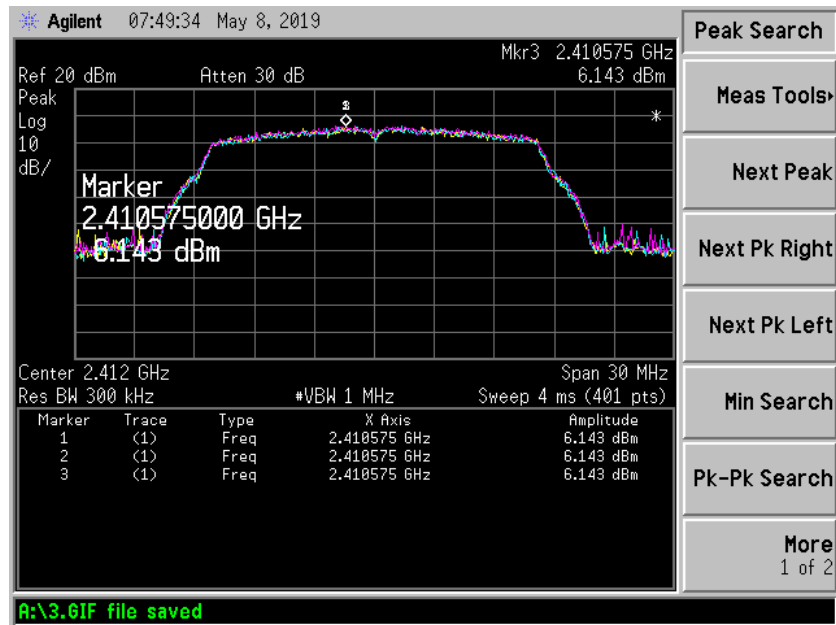 Agilent 07:49:34 May 8, 2019
Mkr3 2.410575 GHz
Ref 20 dBm Atten 30 dB 6.143 dBm
Peak
Log
10
dB/
3
*
Marker
2.410575000 GHz
6.143 dBm
Center 2.412 GHz Span 30 MHz
Res BW 300 kHz #VBW 1 MHz Sweep 4 ms (401 pts)
Marker Trace Type X Axis Amplitude
1 (1) Freq 2.410575 GHz 6.143 dBm
2 (1) Freq 2.410575 GHz 6.143 dBm
3 (1) Freq 2.410575 GHz 6.143 dBm
A:\3.GIF file saved
Peak Search
Meas Tools
Next Peak
Next Pk Right
Next Pk Left
Min Search
Pk-Pk Search
More
1 of 2